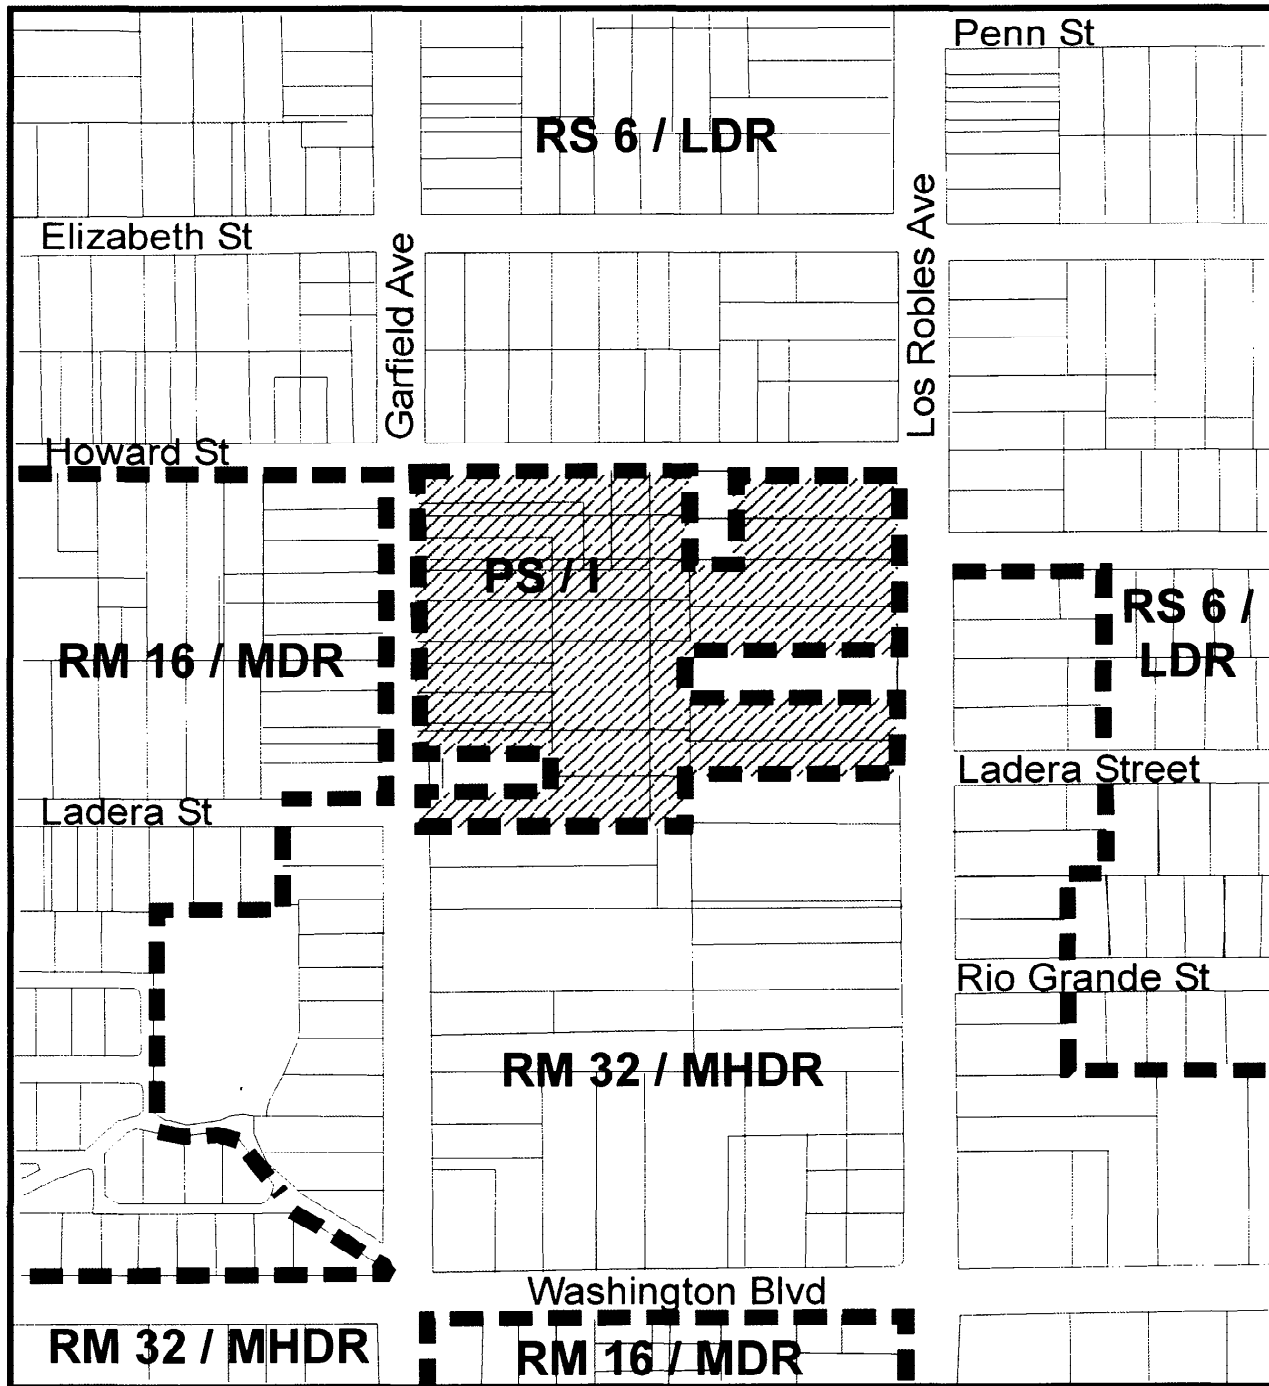 Penn St
RS 6 / LDR
Elizabeth St
Garfield Ave
Los Robles Ave
Howard St
PS / I
RM 16 / MDR
RS 6 /
LDR
Ladera Street
Ladera St
Rio Grande St
RM 32 / MHDR
Washington Blvd
RM 32 / MHDR
RM 16 / MDR